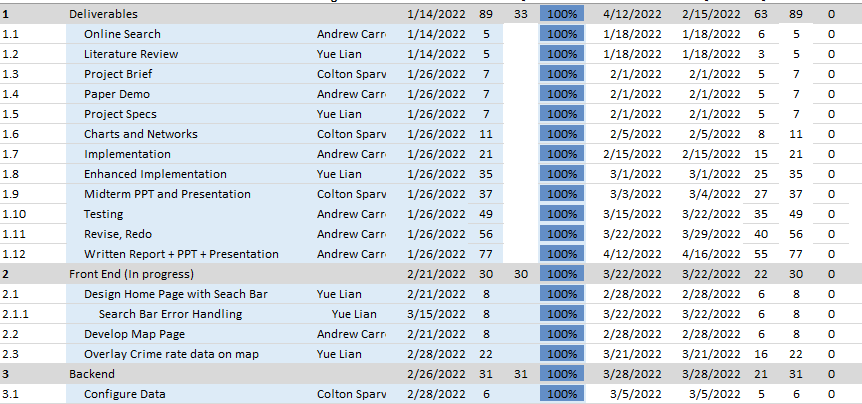 1 Deliverables 1/14/2022 89 33 100% 4/12/2022 2/15/2022 63 89 0
1.1 Online Search Andrew Carr 1/14/2022 5 100% 1/18/2022 1/18/2022 6 5 0
1.2 Literature Review Yue Lian 1/14/2022 5 100% 1/18/2022 1/18/2022 3 5 0
1.3 Project Brief Colton Sparv 1/26/2022 7 100% 2/1/2022 2/1/2022 5 7 0
1.4 Paper Demo Andrew Carr 1/26/2022 7 100% 2/1/2022 2/1/2022 5 7 0
1.5 Project Specs Yue Lian 1/26/2022 7 100% 2/1/2022 2/1/2022 5 7 0
1.6 Charts and Networks Colton Sparv 1/26/2022 11 100% 2/5/2022 2/5/2022 8 11 0
1.7 Implementation Andrew Carr 1/26/2022 21 100% 2/15/2022 2/15/2022 15 21 0
1.8 Enhanced Implementation Yue Lian 1/26/2022 35 100% 3/1/2022 3/1/2022 25 35 0
1.9 Midterm PPT and Presentation Colton Sparv 1/26/2022 37 100% 3/3/2022 3/4/2022 27 37 0
1.10 Testing Andrew Carr 1/26/2022 49 100% 3/15/2022 3/22/2022 35 49 0
1.11 Revise, Redo Andrew Carr 1/26/2022 56 100% 3/22/2022 3/29/2022 40 56 0
1.12 Written Report + PPT + Presentation Andrew Carr 1/26/2022 77 100% 4/12/2022 4/16/2022 55 77 0
2 Front End (In progress) 2/21/2022 30 30 100% 3/22/2022 3/22/2022 22 30 0
2.1 Design Home Page with Seach Bar Yue Lian 2/21/2022 8 100% 2/28/2022 2/28/2022 6 8 0
2.1.1 Search Bar Error Handling Yue Lian 3/15/2022 8 100% 3/22/2022 3/22/2022 6 8 0
2.2 Develop Map Page Andrew Carr 2/21/2022 8 100% 2/28/2022 2/28/2022 6 8 0
2.3 Overlay Crime rate data on map Yue Lian 2/28/2022 22 100% 3/21/2022 3/21/2022 16 22 0
3 Backend 2/26/2022 31 31 100% 3/28/2022 3/28/2022 21 31 0
3.1 Configure Data Colton Sparv 2/28/2022 6 100% 3/5/2022 3/5/2022 5 6 0